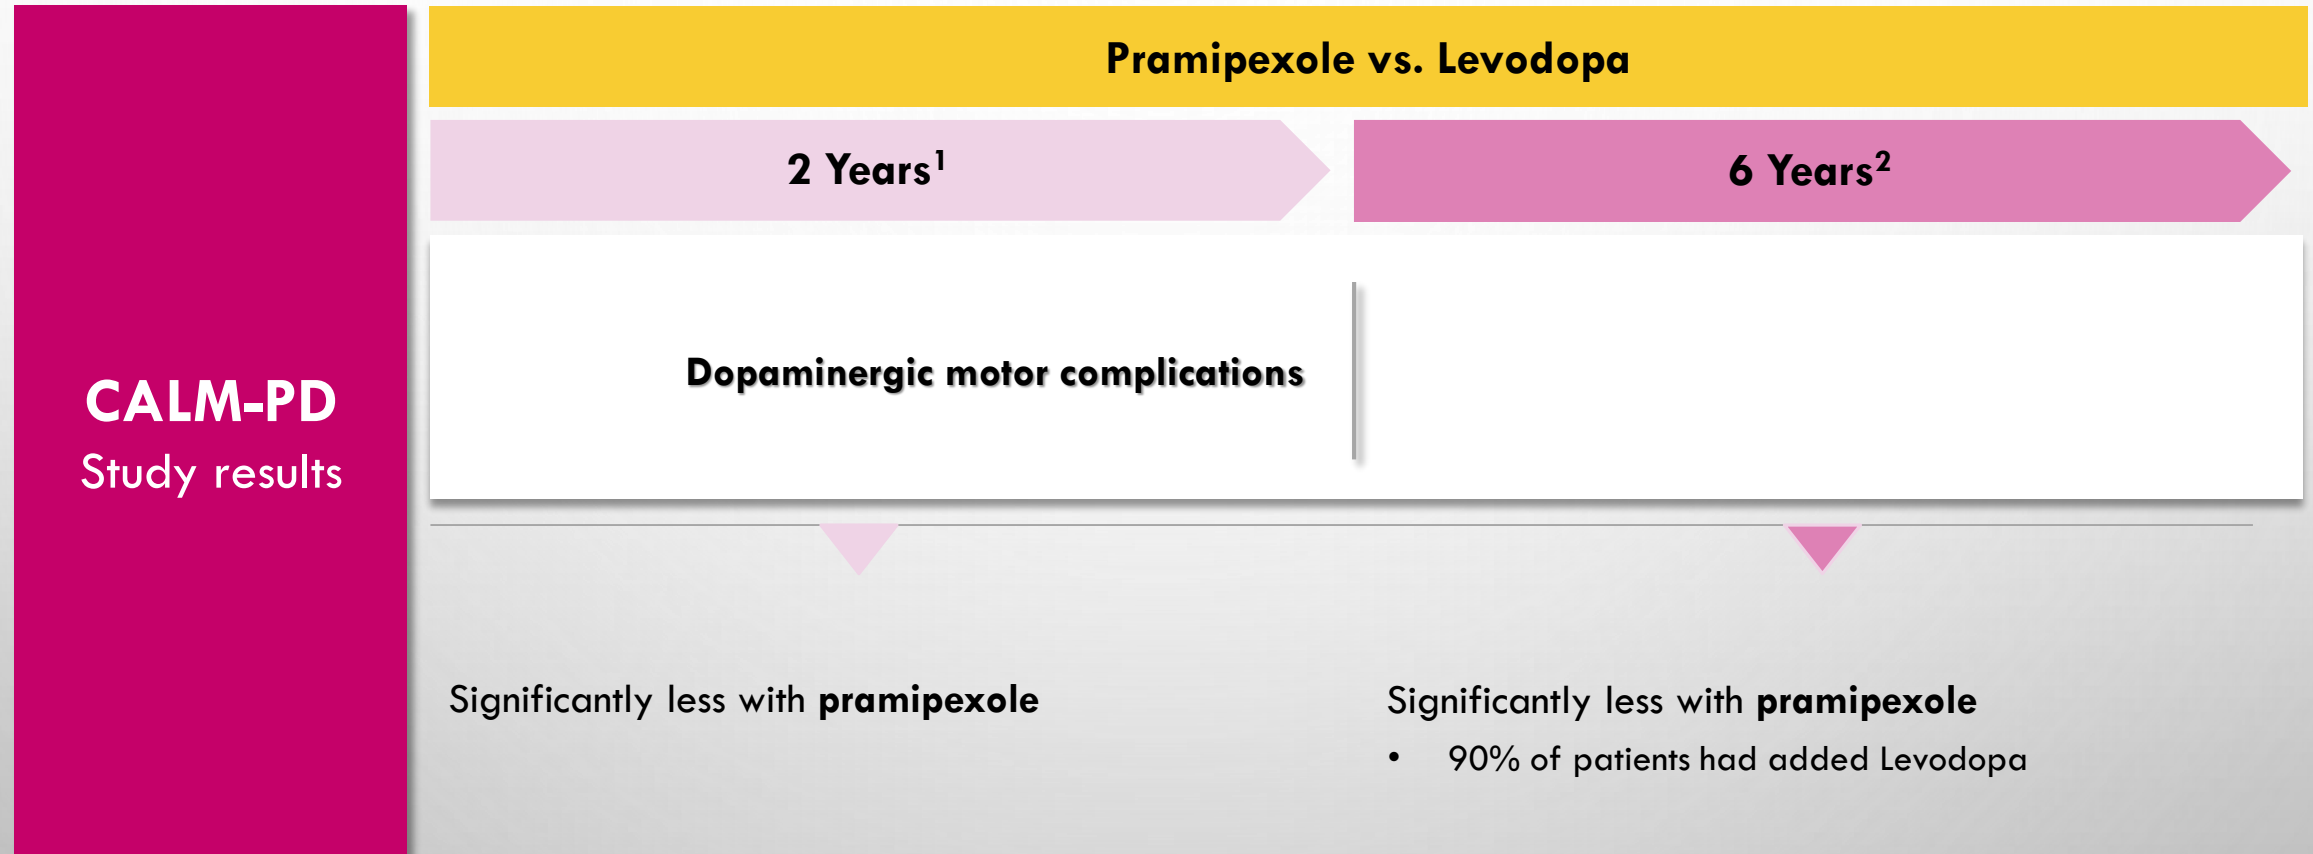 Pramipexole vs. Levodopa
2 Years¹
6 Years²
Dopaminergic motor complications
CALM-PD
Study results
Significantly less with pramipexole
Significantly less with pramipexole
• 90% of patients had added Levodopa